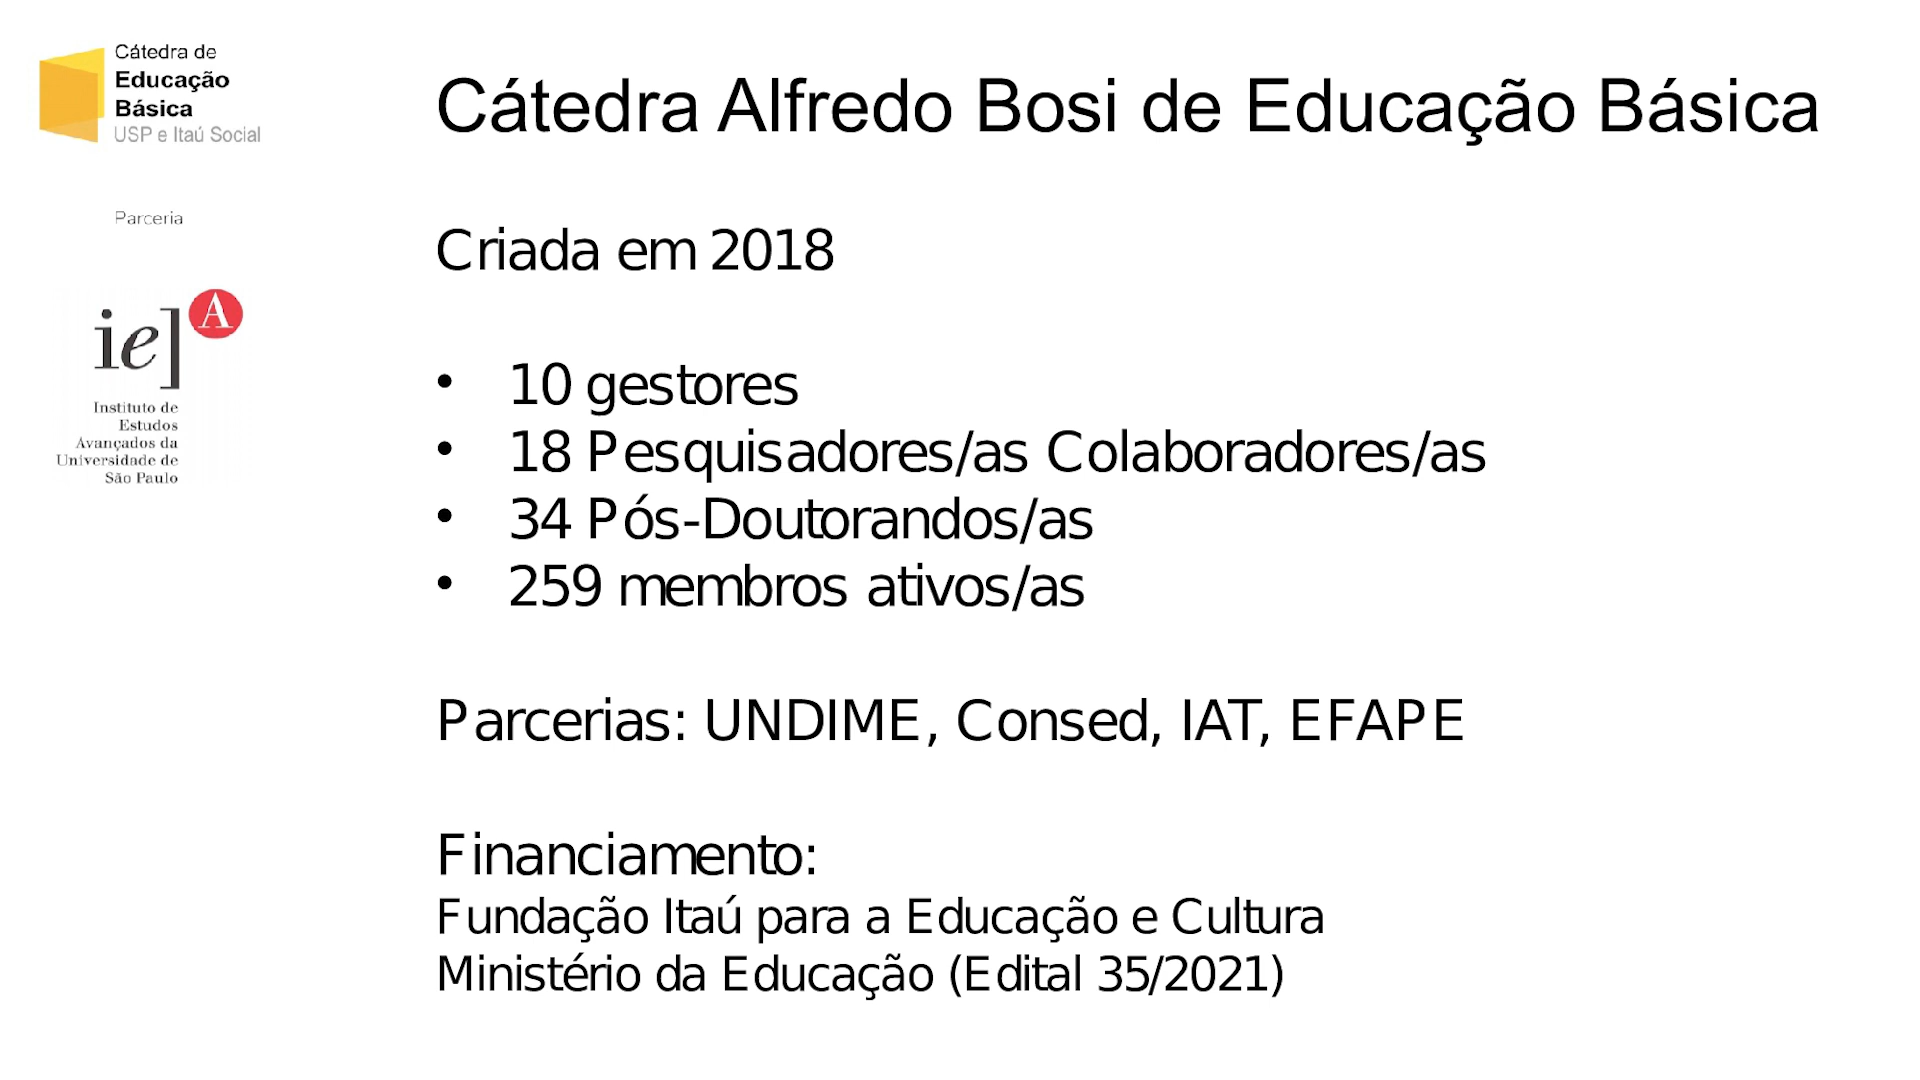 Cátedra de
Educação
Básica
USP e Itaú Social
Parceria
ie]A
Instituto de
Estudos
Avançados da
Universidade de
São Paulo
Cátedra Alfredo Bosi de Educação Básica
Criada em 2018
• 10 gestores
• 18 Pesquisadores/as Colaboradores/as
• 34 Pós-Doutorandos/as
• 259 membros ativos/as
Parcerias: UNDIME, Consed, IAT, EFAPE
Financiamento:
Fundação Itaú para a Educação e Cultura
Ministério da Educação (Edital 35/2021)